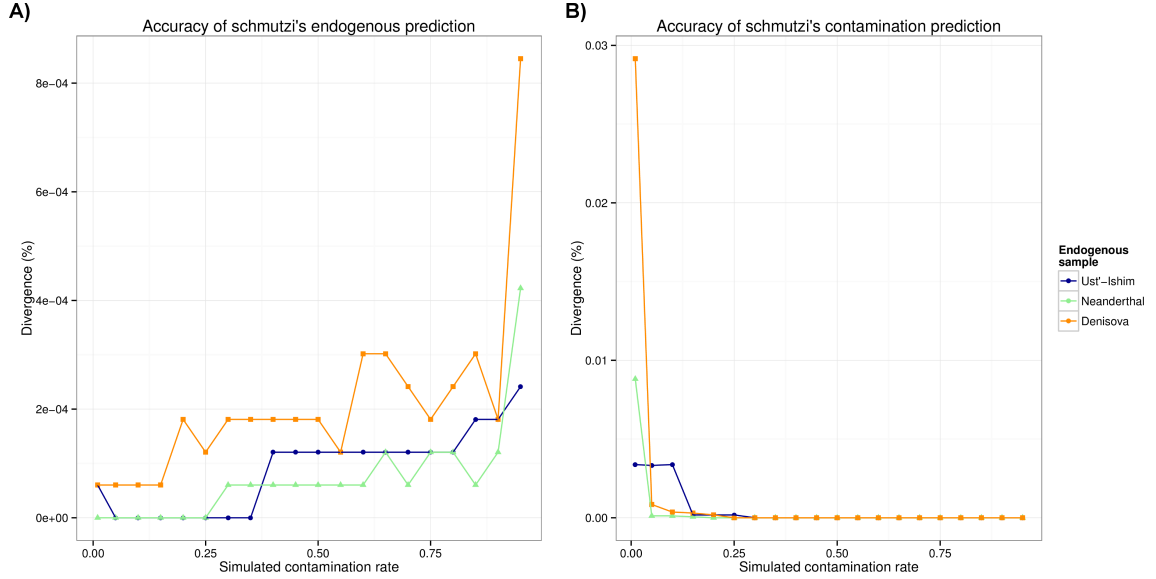 A)
Accuracy of schmutzi's endogenous prediction
8e−04
6e−04
4e−04
2e−04
0e+00
Divergence (%)
0.00
0.25
0.50
0.75
Simulated contamination rate
B)
Accuracy of schmutzi's contamination prediction
0.03
0.02
0.01
0.00
Divergence (%)
0.00
0.25
0.50
0.75
Simulated contamination rate
Endogenous
sample
Ust'−Ishim
Neanderthal
Denisova